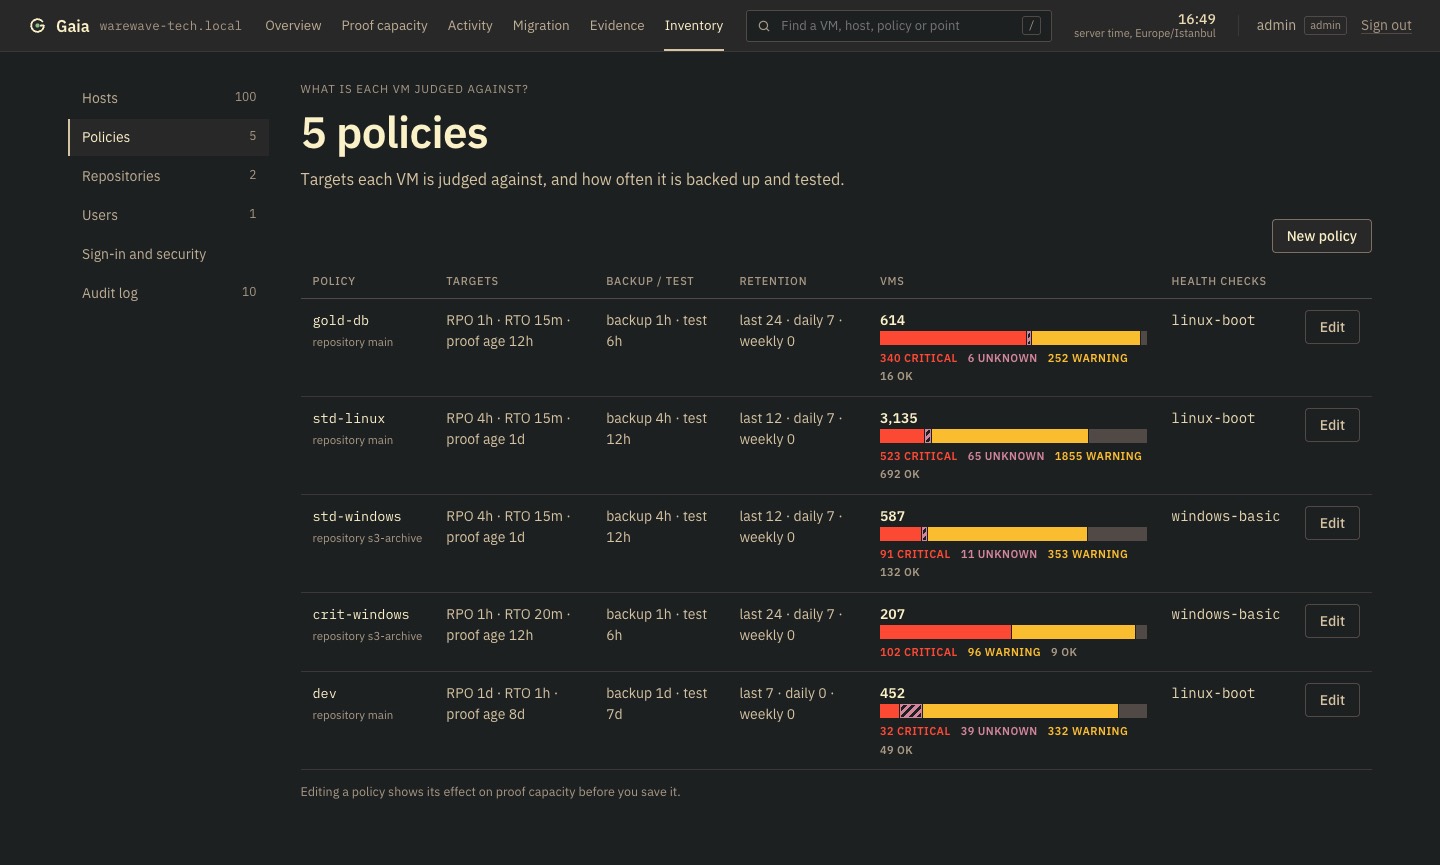 Gaia warewave-tech.local Overview Proof capacity Activity Migration Evidence Inventory Find a VM, host, policy or point / 16:49 admin admin Sign out
server time, Europe/Istanbul
Hosts 100
Policies 5
Repositories 2
Users 1
Sign-in and security
Audit log 10
WHAT IS EACH VM JUDGED AGAINST?
5 policies
Targets each VM is judged against, and how often it is backed up and tested.
New policy
POLICY TARGETS BACKUP / TEST RETENTION VMS HEALTH CHECKS
gold-db RPO 1h · RTO 15m · backup 1h · test last 24 · daily 7 · 614 linux-boot Edit
repository main proof age 12h 6h weekly 0
340 CRITICAL 6 UNKNOWN 252 WARNING
16 OK
std-linux RPO 4h · RTO 15m · backup 4h · test last 12 · daily 7 · 3,135 linux-boot Edit
repository main proof age 1d 12h weekly 0
523 CRITICAL 65 UNKNOWN 1855 WARNING
692 OK
std-windows RPO 4h · RTO 15m · backup 4h · test last 12 · daily 7 · 587 windows-basic Edit
repository s3-archive proof age 1d 12h weekly 0
91 CRITICAL 11 UNKNOWN 353 WARNING
132 OK
crit-windows RPO 1h · RTO 20m · backup 1h · test last 24 · daily 7 · 207 windows-basic Edit
repository s3-archive proof age 12h 6h weekly 0
102 CRITICAL 96 WARNING 9 OK
dev RPO 1d · RTO 1h · backup 1d · test last 7 · daily 0 · 452 linux-boot Edit
repository main proof age 8d 7d weekly 0
32 CRITICAL 39 UNKNOWN 332 WARNING
49 OK
Editing a policy shows its effect on proof capacity before you save it.